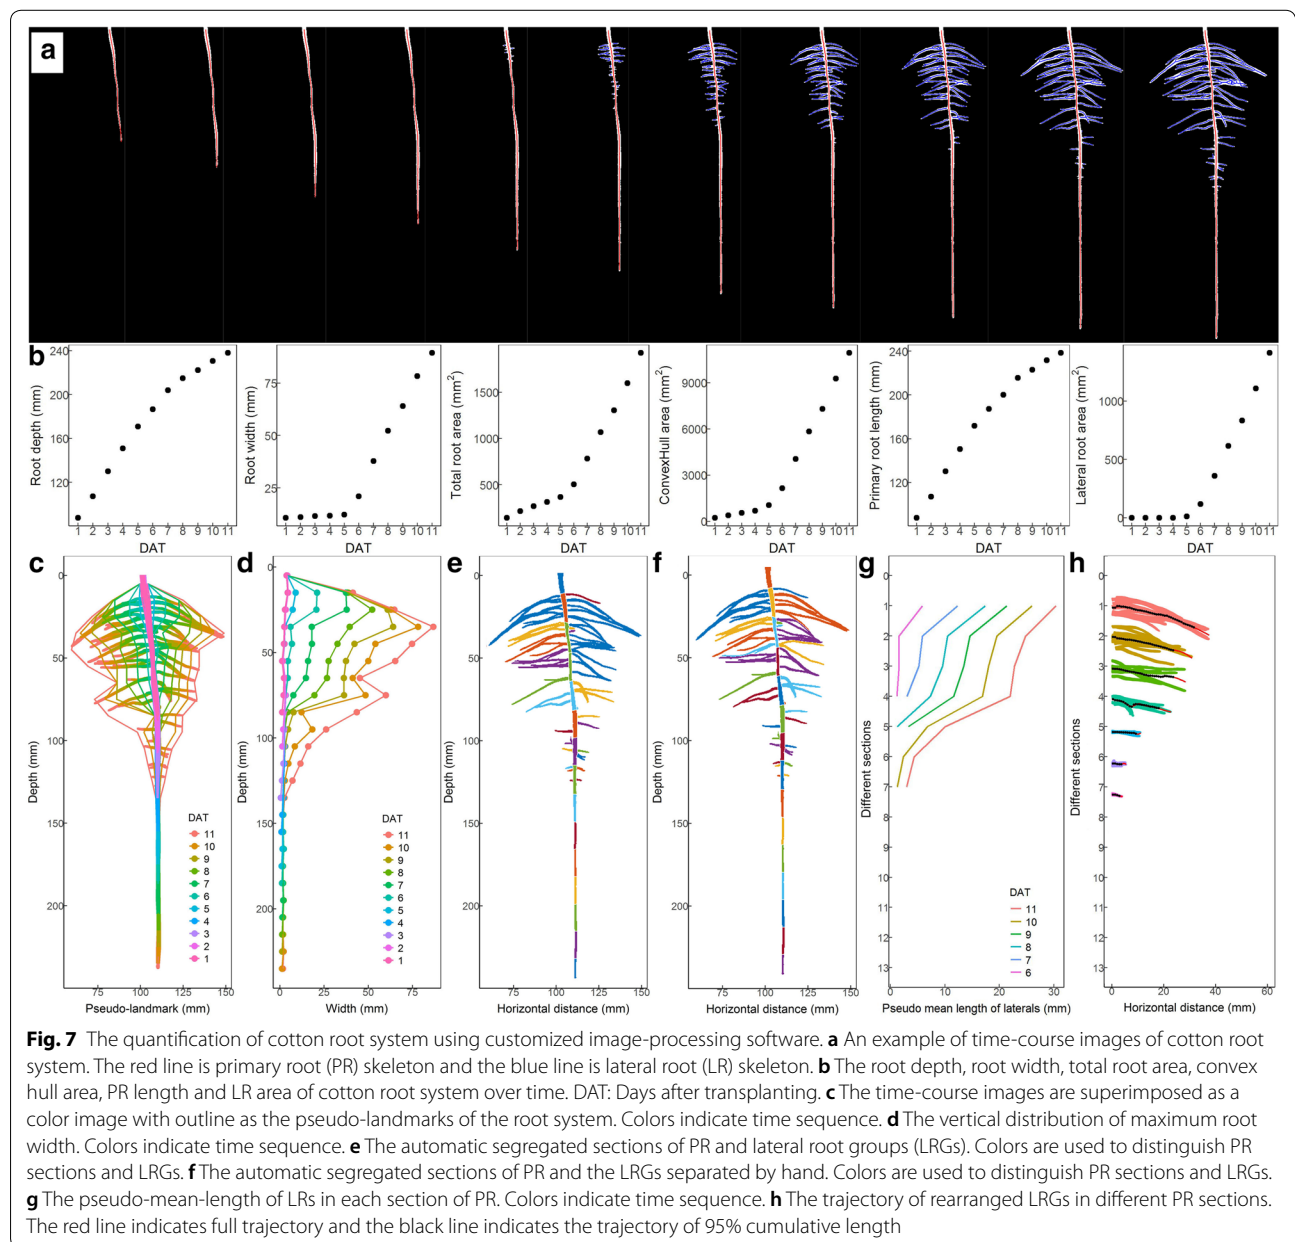 a
b
Root depth (mm)
240
200
160
120
1 2 3 4 5 6 7 8 9 10 11
DAT
Root width (mm)
75
50
25
1 2 3 4 5 6 7 8 9 10 11
DAT
Total root area (mm²)
1500
1000
500
1 2 3 4 5 6 7 8 9 10 11
DAT
ConvexHull area (mm²)
9000
6000
3000
0
1 2 3 4 5 6 7 8 9 10 11
DAT
Primary root length (mm)
240
200
160
120
1 2 3 4 5 6 7 8 9 10 11
DAT
Lateral root area (mm²)
1000
500
0
1 2 3 4 5 6 7 8 9 10 11
DAT
c
Depth (mm)
0
50
100
150
200
DAT
11
10
9
8
7
6
5
4
3
2
1
75 100 125 150
Pseudo-landmark (mm)
d
Depth (mm)
0
50
100
150
200
DAT
11
10
9
8
7
6
5
4
3
2
1
0 25 50 75
Width (mm)
e
Depth (mm)
0
50
100
150
200
75 100 125 150
Horizontal distance (mm)
f
Depth (mm)
0
50
100
150
200
75 100 125 150
Horizontal distance (mm)
g
Different sections
0
1
2
3
4
5
6
7
8
9
10
11
12
13
DAT
11
10
9
8
7
6
0 10 20 30
Pseudo mean length of laterals (mm)
h
Different sections
0
1
2
3
4
5
6
7
8
9
10
11
12
13
0 20 40 60
Horizontal distance (mm)
Fig. 7 The quantification of cotton root system using customized image-processing software. a An example of time-course images of cotton root
system. The red line is primary root (PR) skeleton and the blue line is lateral root (LR) skeleton. b The root depth, root width, total root area, convex
hull area, PR length and LR area of cotton root system over time. DAT: Days after transplanting. c The time-course images are superimposed as a
color image with outline as the pseudo-landmarks of the root system. Colors indicate time sequence. d The vertical distribution of maximum root
width. Colors indicate time sequence. e The automatic segregated sections of PR and lateral root groups (LRGs). Colors are used to distinguish PR
sections and LRGs. f The automatic segregated sections of PR and the LRGs separated by hand. Colors are used to distinguish PR sections and LRGs.
g The pseudo-mean-length of LRs in each section of PR. Colors indicate time sequence. h The trajectory of rearranged LRGs in different PR sections.
The red line indicates full trajectory and the black line indicates the trajectory of 95% cumulative length